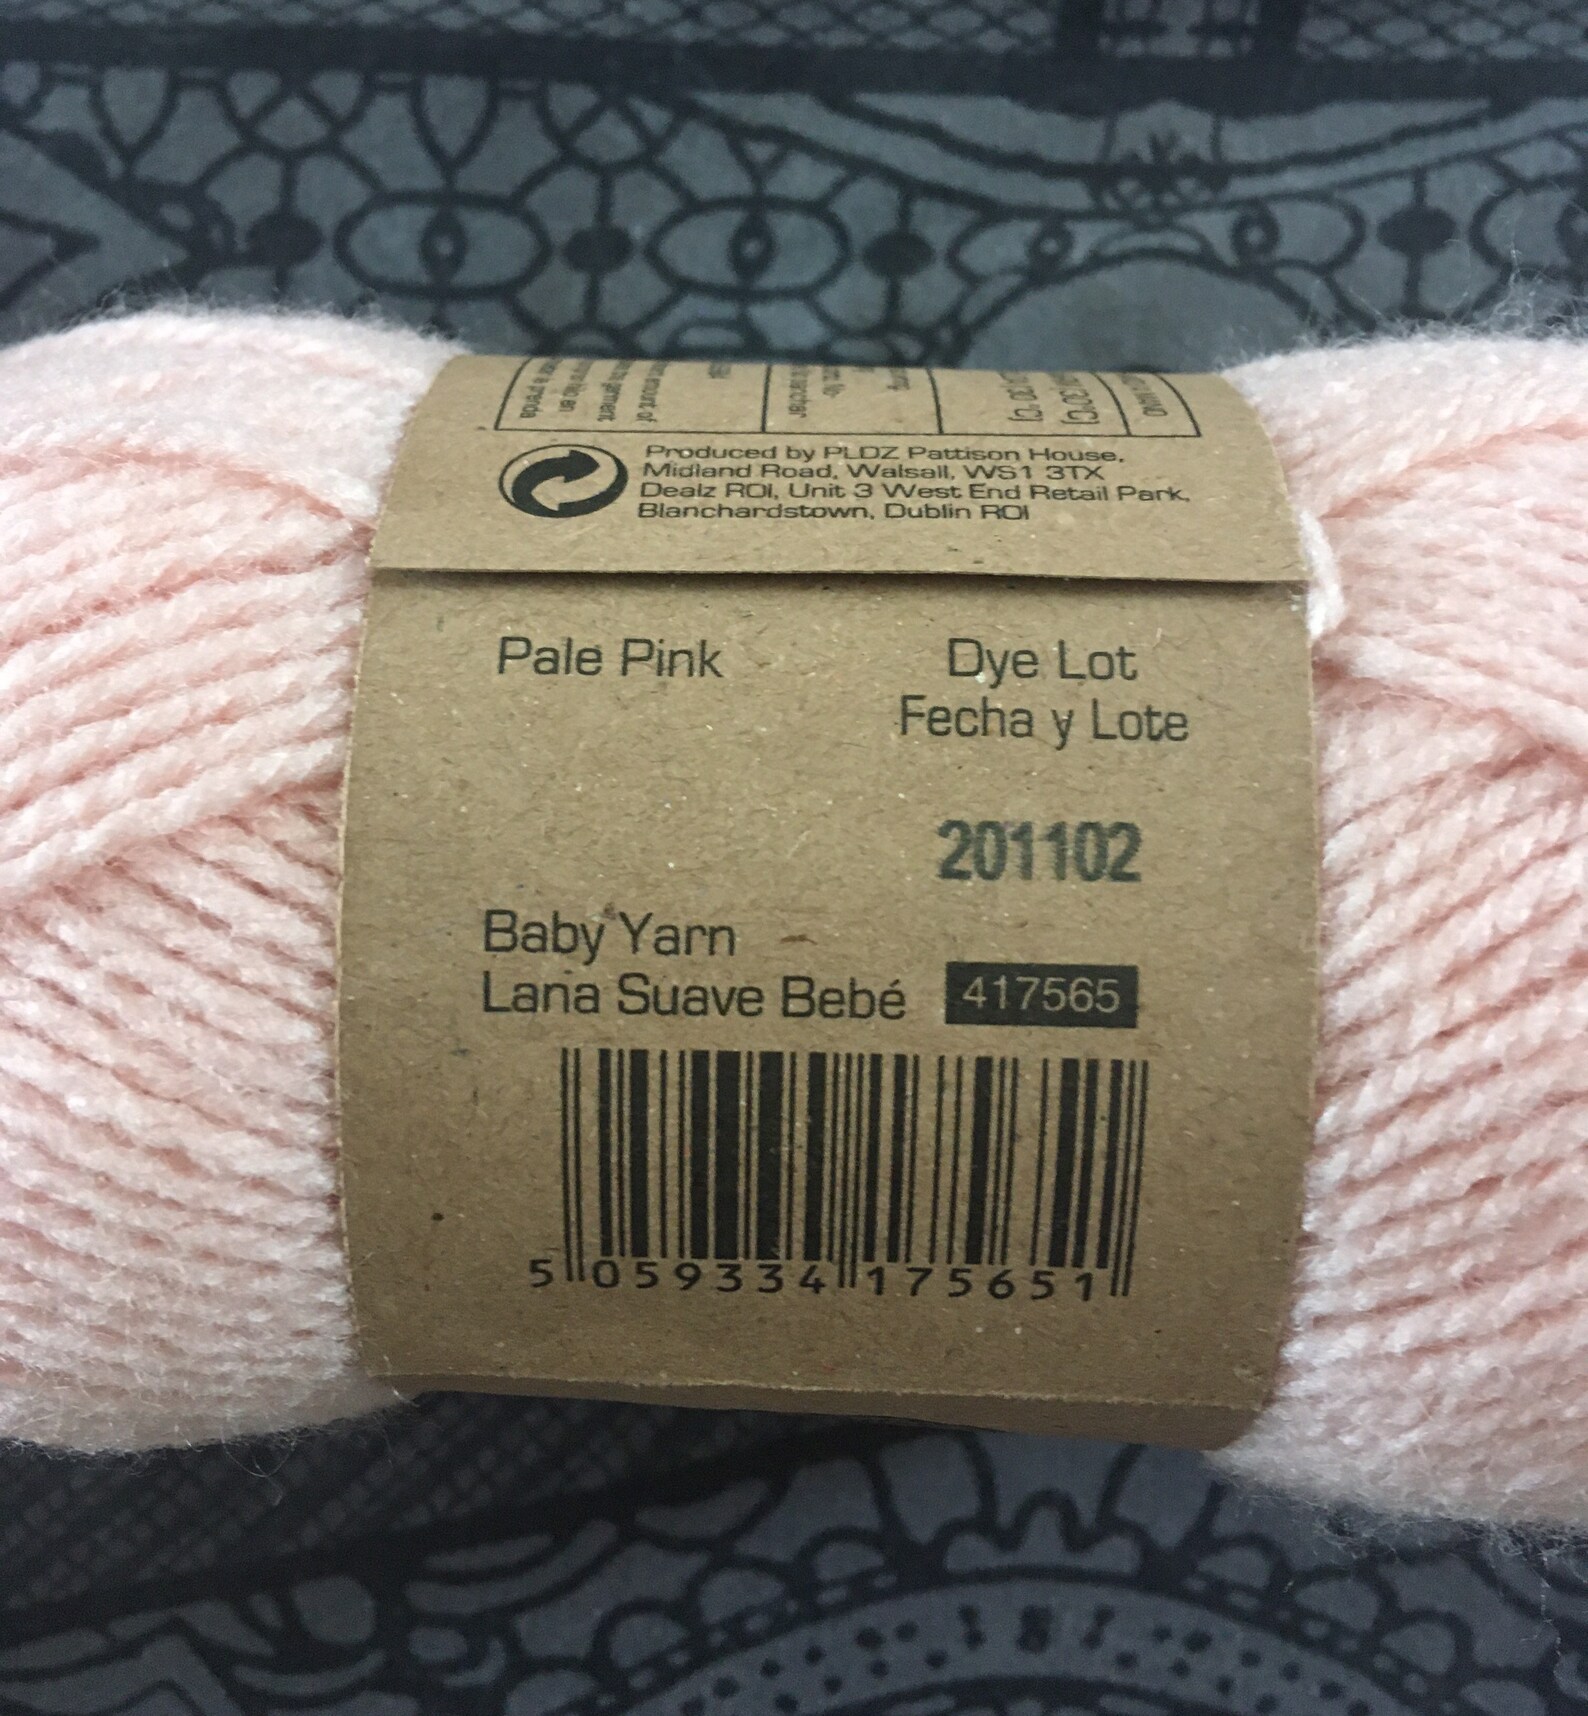 Produced by PLDZ Pattison House,
Midland Road, Walsall, WS1 3TX
Dealz ROI, Unit 3 West End Retail Park,
Blanchardstown, Dublin ROI
Pale Pink
Dye Lot
Fecha y Lote
201102
Baby Yarn
Lana Suave Bebé 417565
5 059334 175651